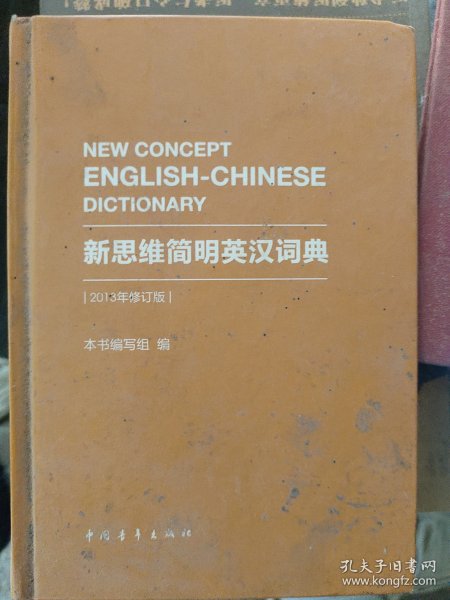 NEW CONCEPT
ENGLISH-CHINESE
DICTIONARY
新思维简明英汉词典
|2013年修订版|
本书编写组 编
中国青年出版社
孔夫子旧书网
www.kongfz.com